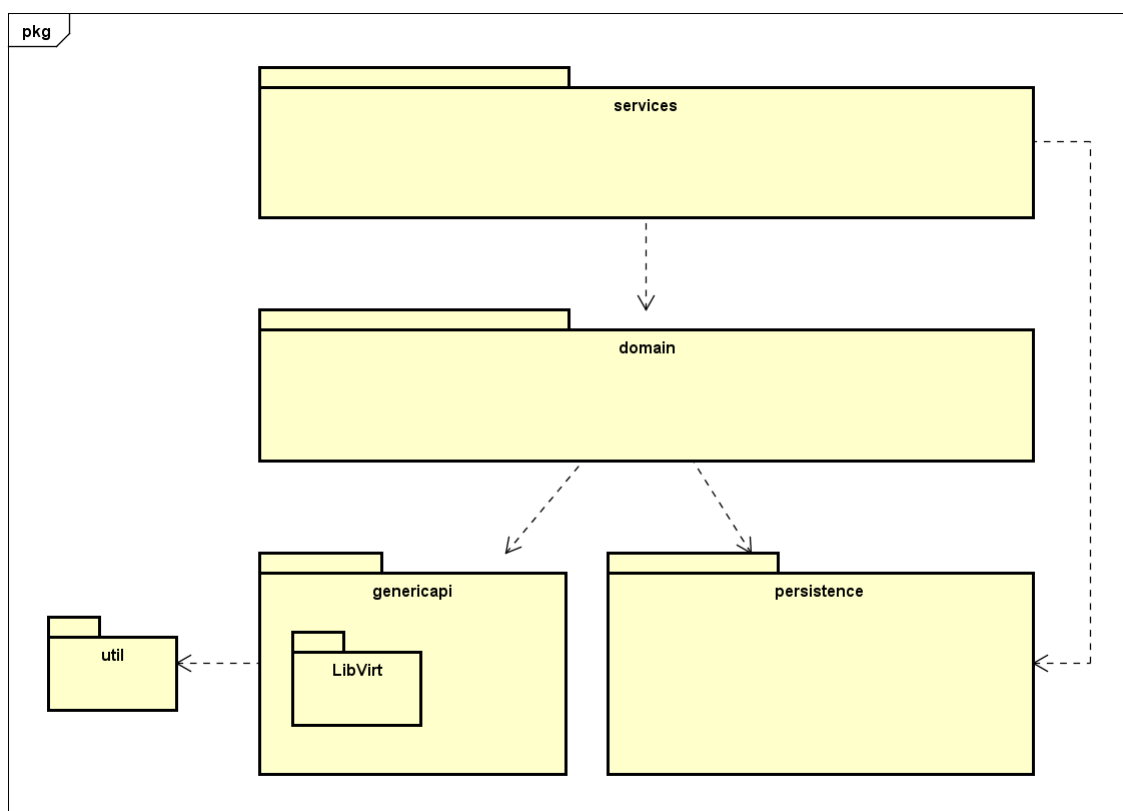 pkg
services
domain
genericapi
persistence
util
LibVirt